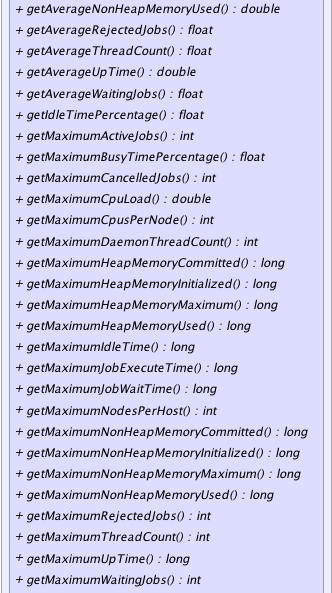 + getAverageNonHeapMemoryUsed() : double
+ getAverageRejectedJobs() : float
+ getAverageThreadCount() : float
+ getAverageUpTime() : double
+ getAverageWaitingJobs() : float
+ getIdleTimePercentage() : float
+ getMaximumActiveJobs() : int
+ getMaximumBusyTimePercentage() : float
+ getMaximumCancelledJobs() : int
+ getMaximumCpuLoad() : double
+ getMaximumCpusPerNode() : int
+ getMaximumDaemonThreadCount() : int
+ getMaximumHeapMemoryCommitted() : long
+ getMaximumHeapMemoryInitialized() : long
+ getMaximumHeapMemoryMaximum() : long
+ getMaximumHeapMemoryUsed() : long
+ getMaximumIdleTime() : long
+ getMaximumJobExecuteTime() : long
+ getMaximumJobWaitTime() : long
+ getMaximumNodesPerHost() : int
+ getMaximumNonHeapMemoryCommitted() : long
+ getMaximumNonHeapMemoryInitialized() : long
+ getMaximumNonHeapMemoryMaximum() : long
+ getMaximumNonHeapMemoryUsed() : long
+ getMaximumRejectedJobs() : int
+ getMaximumThreadCount() : int
+ getMaximumUpTime() : long
+ getMaximumWaitingJobs() : int